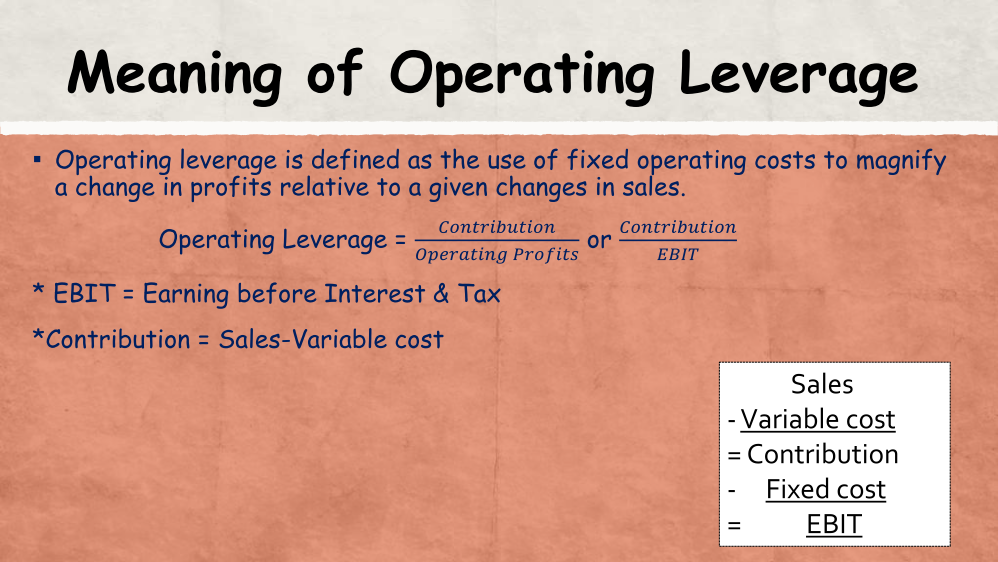 Meaning of Operating Leverage
▪ Operating leverage is defined as the use of fixed operating costs to magnify
a change in profits relative to a given changes in sales.
Operating Leverage = Contribution/Operating Profits or Contribution/EBIT
* EBIT = Earning before Interest & Tax
*Contribution = Sales-Variable cost
Sales
- Variable cost
= Contribution
- Fixed cost
= EBIT